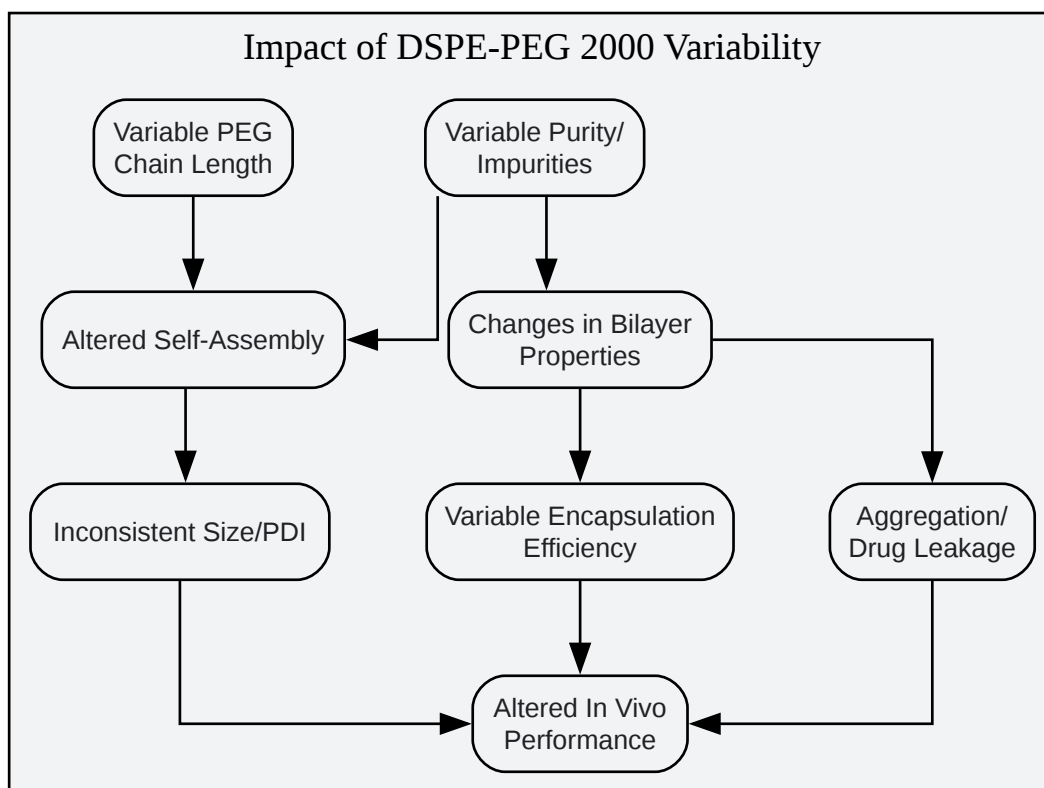 Impact of DSPE-PEG 2000 Variability
Variable PEG
Chain Length
Variable Purity/
Impurities
Altered Self-Assembly
Changes in Bilayer
Properties
Inconsistent Size/PDI
Variable Encapsulation
Efficiency
Aggregation/
Drug Leakage
Altered In Vivo
Performance